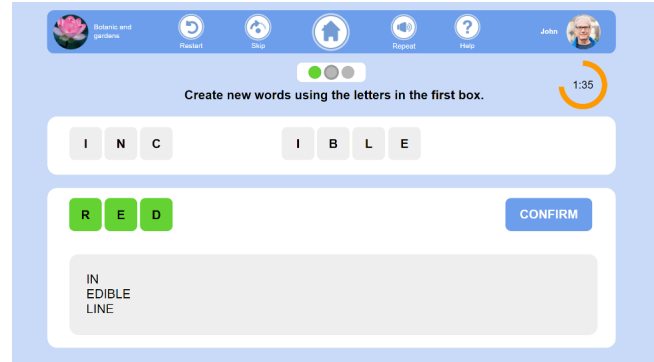 Botanic and
gardens
Restart
Skip
Repeat
Help
John
1:35
Create new words using the letters in the first box.
I N C I B L E
R E D
CONFIRM
IN
EDIBLE
LINE